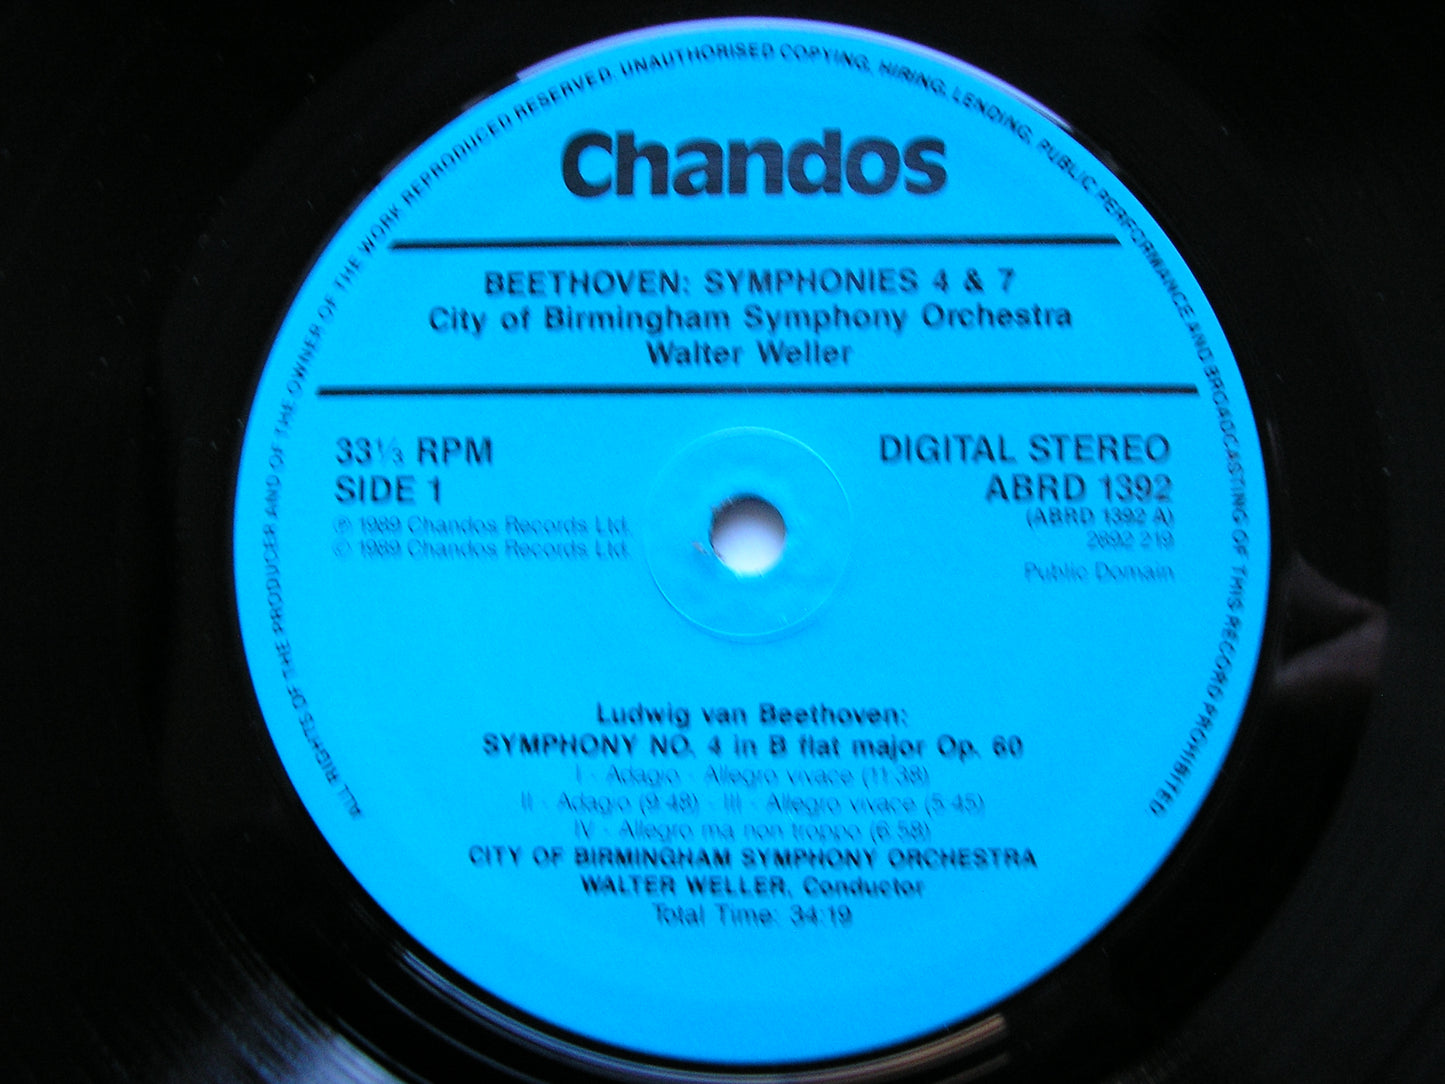 ALL RIGHTS OF THE PRODUCER AND OF THE OWNER OF THE WORK REPRODUCED RESERVED. UNAUTHORISED COPYING, HIRING, LENDING, PUBLIC PERFORMANCE AND BROADCASTING OF THIS RECORD PROHIBITED
Chandos
BEETHOVEN: SYMPHONIES 4 & 7
City of Birmingham Symphony Orchestra
Walter Weller
33⅓ RPM
SIDE 1
℗ 1989 Chandos Records Ltd.
© 1989 Chandos Records Ltd.
DIGITAL STEREO
ABRD 1392
(ABRD 1392 A)
2892 219
Public Domain
Ludwig van Beethoven:
SYMPHONY NO. 4 in B flat major Op. 60
I - Adagio - Allegro vivace (11:38)
II - Adagio (9:48) - III - Allegro vivace (5:45)
IV - Allegro ma non troppo (6:58)
CITY OF BIRMINGHAM SYMPHONY ORCHESTRA
WALTER WELLER, Conductor
Total Time: 34:19